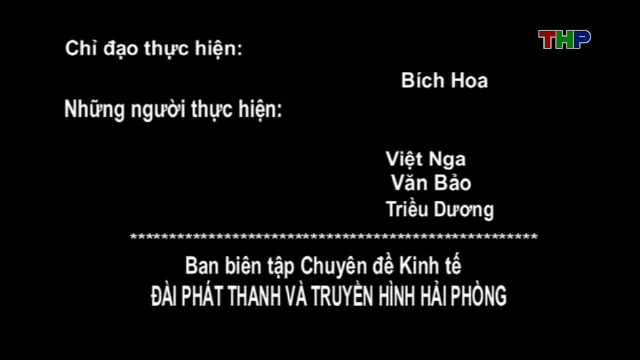 Chỉ đạo thực hiện:
THP
Bích Hoa
Những người thực hiện:
Việt Nga
Văn Bảo
Triều Dương
****************************************************
Ban biên tập Chuyên đề Kinh tế
ĐÀI PHÁT THANH VÀ TRUYỀN HÌNH HẢI PHÒNG